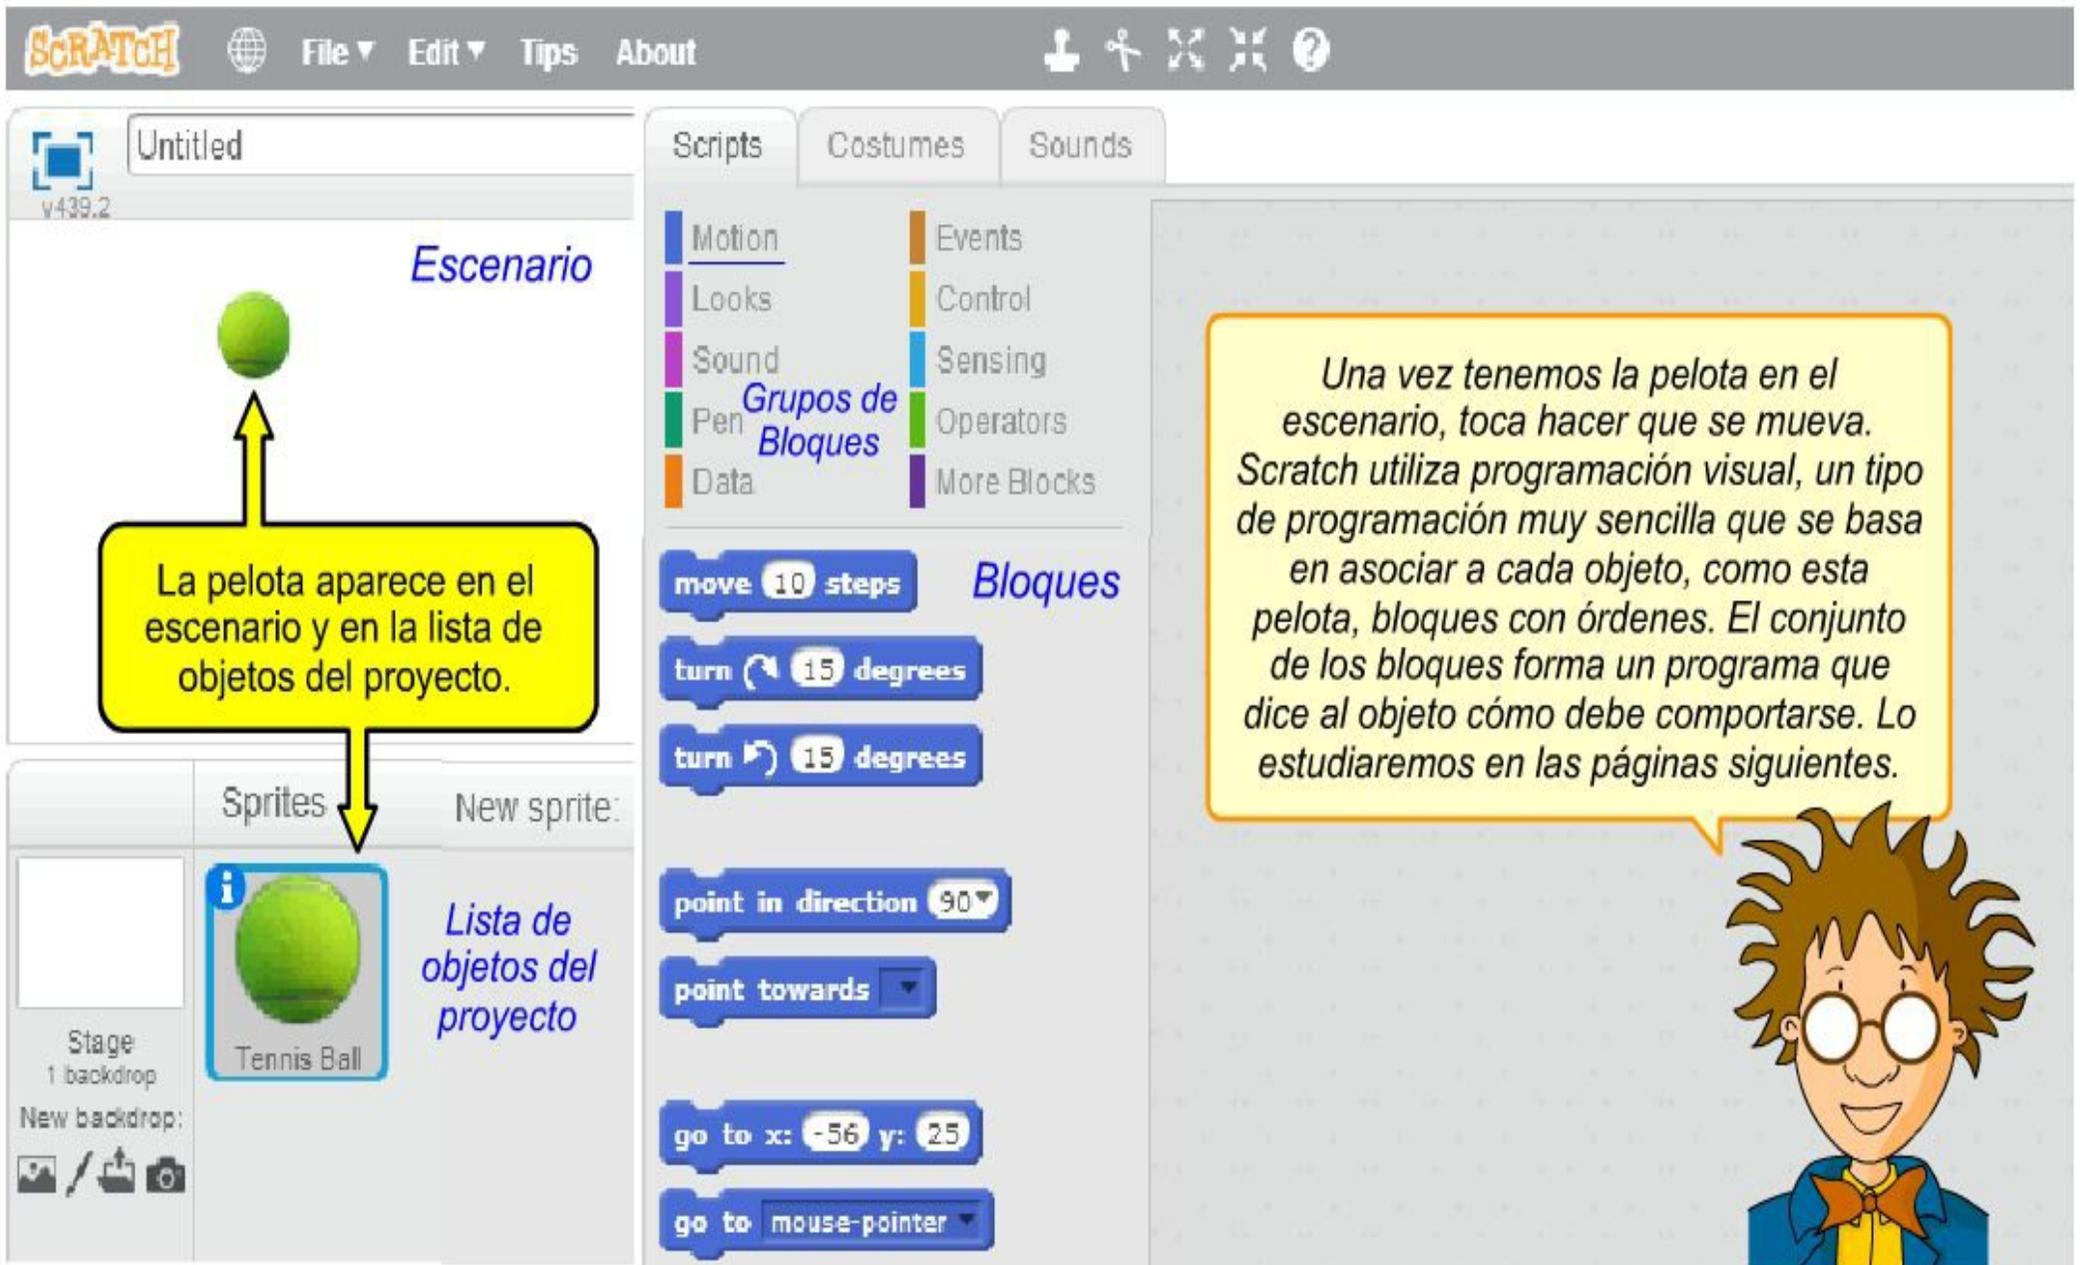 SCRATCH File Edit Tips About
Untitled
v439.2
Escenario
La pelota aparece en el
escenario y en la lista de
objetos del proyecto.
Sprites New sprite:
Stage
1 backdrop
New backdrop:
Tennis Ball
Lista de
objetos del
proyecto
Scripts Costumes Sounds
Motion Events
Looks Control
Sound Sensing
Pen Operators
Data More Blocks
Grupos de
Bloques
Bloques
move 10 steps
turn 15 degrees
turn 15 degrees
point in direction 90
point towards
go to x: -56 y: 25
go to mouse-pointer
Una vez tenemos la pelota en el
escenario, toca hacer que se mueva.
Scratch utiliza programación visual, un tipo
de programación muy sencilla que se basa
en asociar a cada objeto, como esta
pelota, bloques con órdenes. El conjunto
de los bloques forma un programa que
dice al objeto cómo debe comportarse. Lo
estudiaremos en las páginas siguientes.